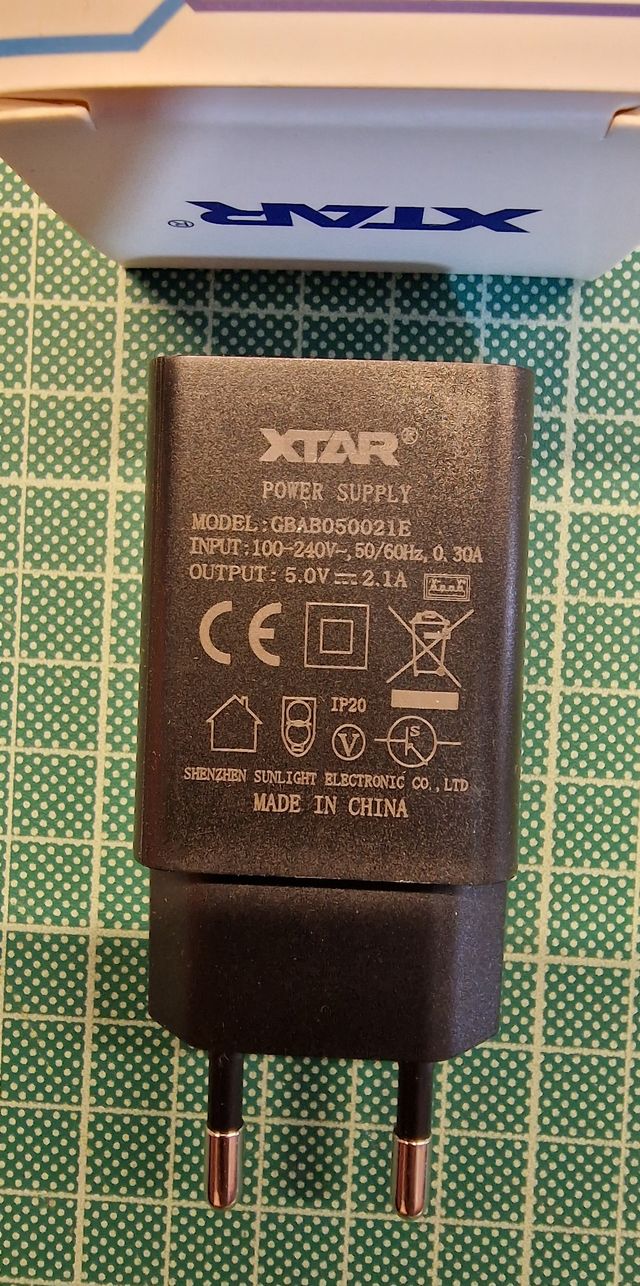 XTAR®
XTAR®
POWER SUPPLY
MODEL:GBAB050021E
INPUT:100-240V~,50/60Hz,0.30A
OUTPUT: 5.0V⎓2.1A
CE
IP20
V
S
SHENZHEN SUNLIGHT ELECTRONIC CO.,LTD
MADE IN CHINA